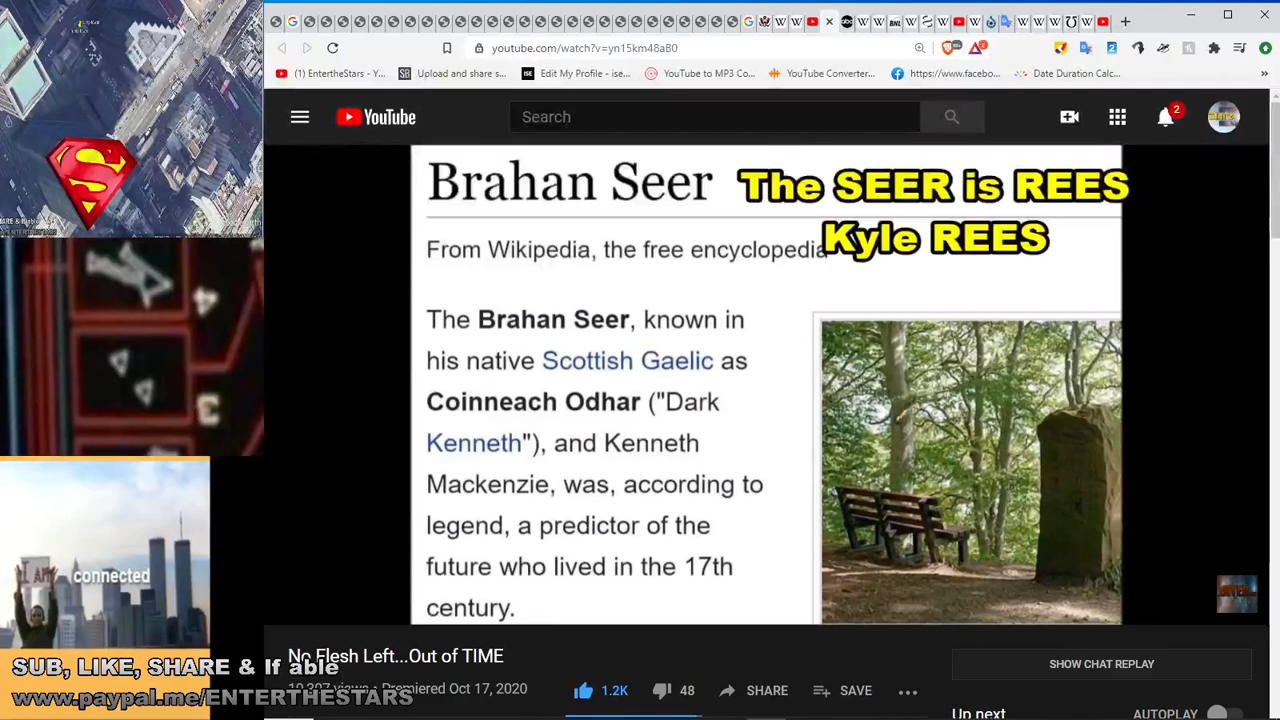 (1) EntertheStars - Y...
Upload and share s...
Edit My Profile - ise...
YouTube to MP3 Co...
YouTube Converter...
https://www.facebo...
Date Duration Calc...
youtube.com/watch?v=yn15km48aB0
YouTube
Search
2
Brahan Seer
The SEER is REES
Kyle REES
From Wikipedia, the free encyclopedia
The Brahan Seer, known in
his native Scottish Gaelic as
Coinneach Odhar ("Dark
Kenneth"), and Kenneth
Mackenzie, was, according to
legend, a predictor of the
future who lived in the 17th
century.
4
3
I AM
connected
No Flesh Left...Out of TIME
Premiered Oct 17, 2020
1.2K
48
SHARE
SAVE
SHOW CHAT REPLAY
Up next
AUTOPLAY
SUB, LIKE, SHARE & If able
www.paypal.me/ENTERTHESTARS